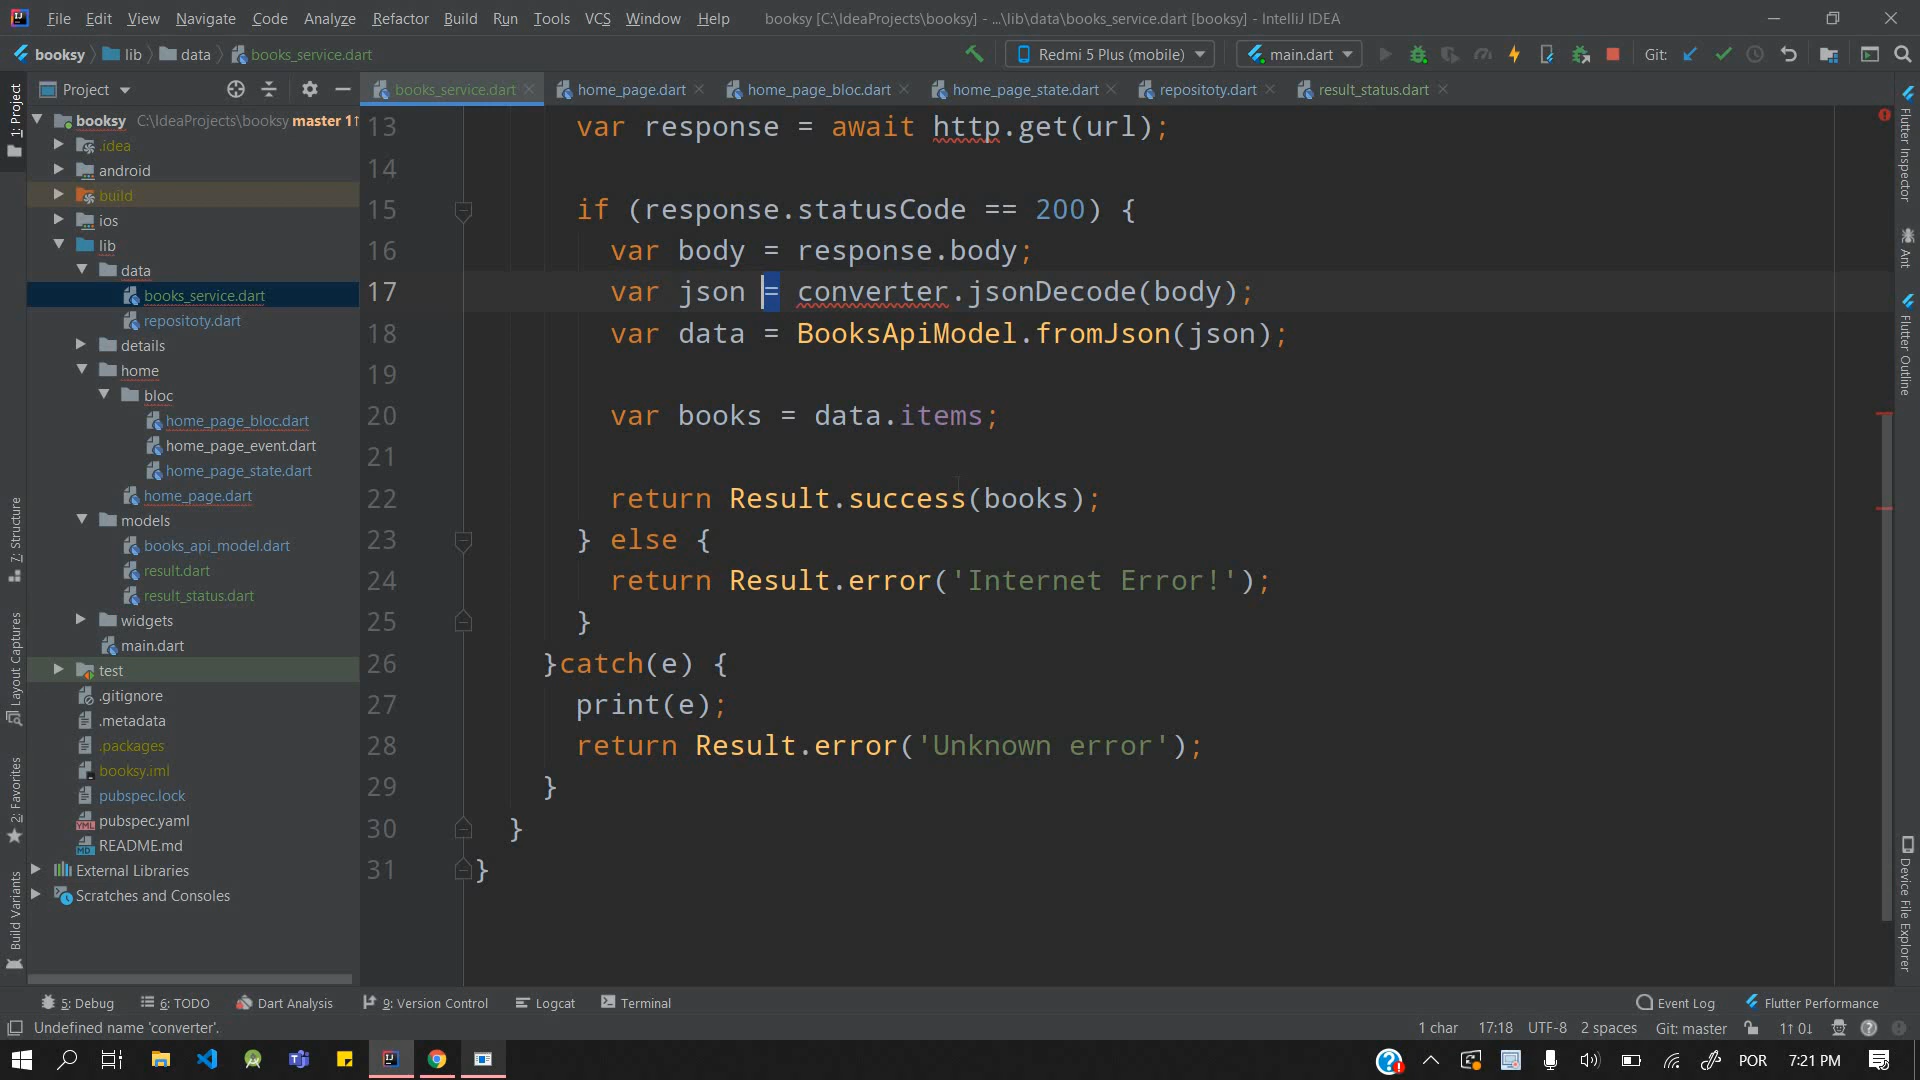 File Edit View Navigate Code Analyze Refactor Build Run Tools VCS Window Help booksy [C:\IdeaProjects\booksy] - ...\lib\data\books_service.dart [booksy] - IntelliJ IDEA
booksy lib data books_service.dart Redmi 5 Plus (mobile) main.dart Git:
1: Project
Project
books_service.dart home_page.dart home_page_bloc.dart home_page_state.dart repositoty.dart result_status.dart
booksy C:\IdeaProjects\booksy master 1↑
.idea
android
build
ios
lib
data
books_service.dart
repositoty.dart
details
home
bloc
home_page_bloc.dart
home_page_event.dart
home_page_state.dart
home_page.dart
models
books_api_model.dart
result.dart
result_status.dart
widgets
main.dart
test
.gitignore
.metadata
.packages
booksy.iml
pubspec.lock
pubspec.yaml
README.md
External Libraries
Scratches and Consoles
7: Structure
Layout Captures
2: Favorites
Build Variants
13 var response = await http.get(url);
14
15 if (response.statusCode == 200) {
16 var body = response.body;
17 var json = converter.jsonDecode(body);
18 var data = BooksApiModel.fromJson(json);
19
20 var books = data.items;
21
22 return Result.success(books);
23 } else {
24 return Result.error('Internet Error!');
25 }
26 }catch(e) {
27 print(e);
28 return Result.error('Unknown error');
29 }
30 }
31 }
Flutter Inspector
Ant
Flutter Outline
Device File Explorer
5: Debug 6: TODO Dart Analysis 9: Version Control Logcat Terminal Event Log Flutter Performance
Undefined name 'converter'. 1 char 17:18 UTF-8 2 spaces Git: master 1↑ 0↓
POR 7:21 PM